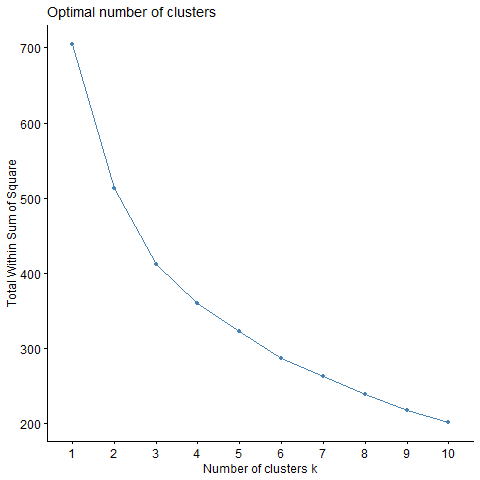 Optimal number of clusters
Total Within Sum of Square
700
600
500
400
300
200
1 2 3 4 5 6 7 8 9 10
Number of clusters k